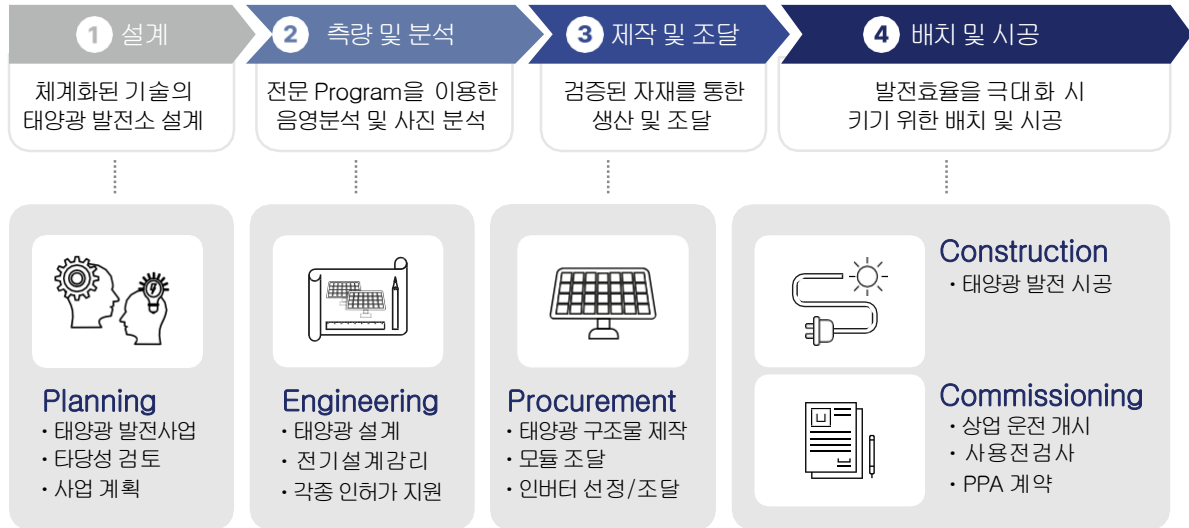 1 설계
체계화된 기술의
태양광 발전소 설계
2 측량 및 분석
전문 Program을 이용한
음영분석 및 사진 분석
3 제작 및 조달
검증된 자재를 통한
생산 및 조달
4 배치 및 시공
발전효율을 극대화 시
키기 위한 배치 및 시공
Planning
· 태양광 발전사업
· 타당성 검토
· 사업 계획
Engineering
· 태양광 설계
· 전기설계감리
· 각종 인허가 지원
Procurement
· 태양광 구조물 제작
· 모듈 조달
· 인버터 선정/조달
Construction
· 태양광 발전 시공
Commissioning
· 상업 운전 개시
· 사용전검사
· PPA 계약